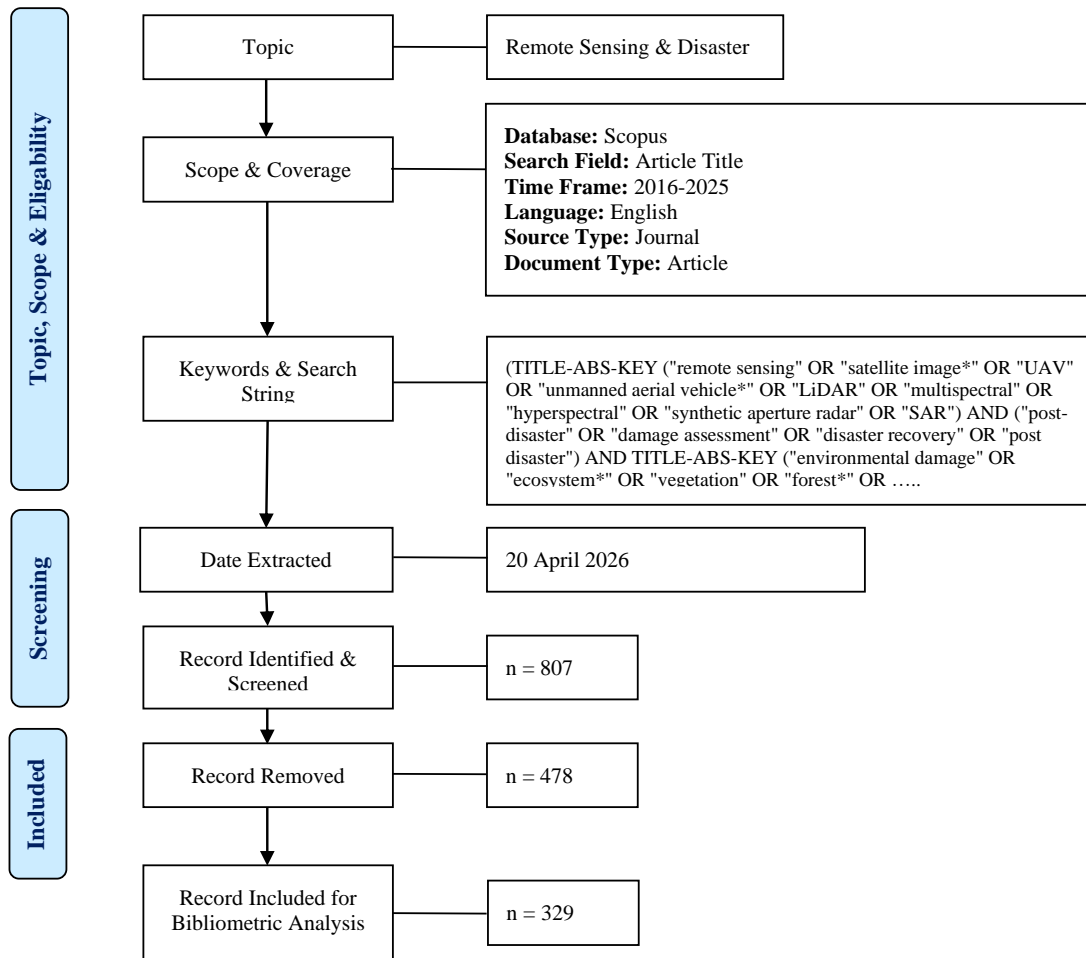 Topic, Scope & Eligability
Topic
Remote Sensing & Disaster
Scope & Coverage
Database: Scopus
Search Field: Article Title
Time Frame: 2016-2025
Language: English
Source Type: Journal
Document Type: Article
Keywords & Search
String
(TITLE-ABS-KEY ("remote sensing" OR "satellite image*" OR "UAV"
OR "unmanned aerial vehicle*" OR "LiDAR" OR "multispectral" OR
"hyperspectral" OR "synthetic aperture radar" OR "SAR") AND ("post-
disaster" OR "damage assessment" OR "disaster recovery" OR "post
disaster") AND TITLE-ABS-KEY ("environmental damage" OR
"ecosystem*" OR "vegetation" OR "forest*" OR …..
Screening
Date Extracted
20 April 2026
Record Identified &
Screened
n = 807
Included
Record Removed
n = 478
Record Included for
Bibliometric Analysis
n = 329